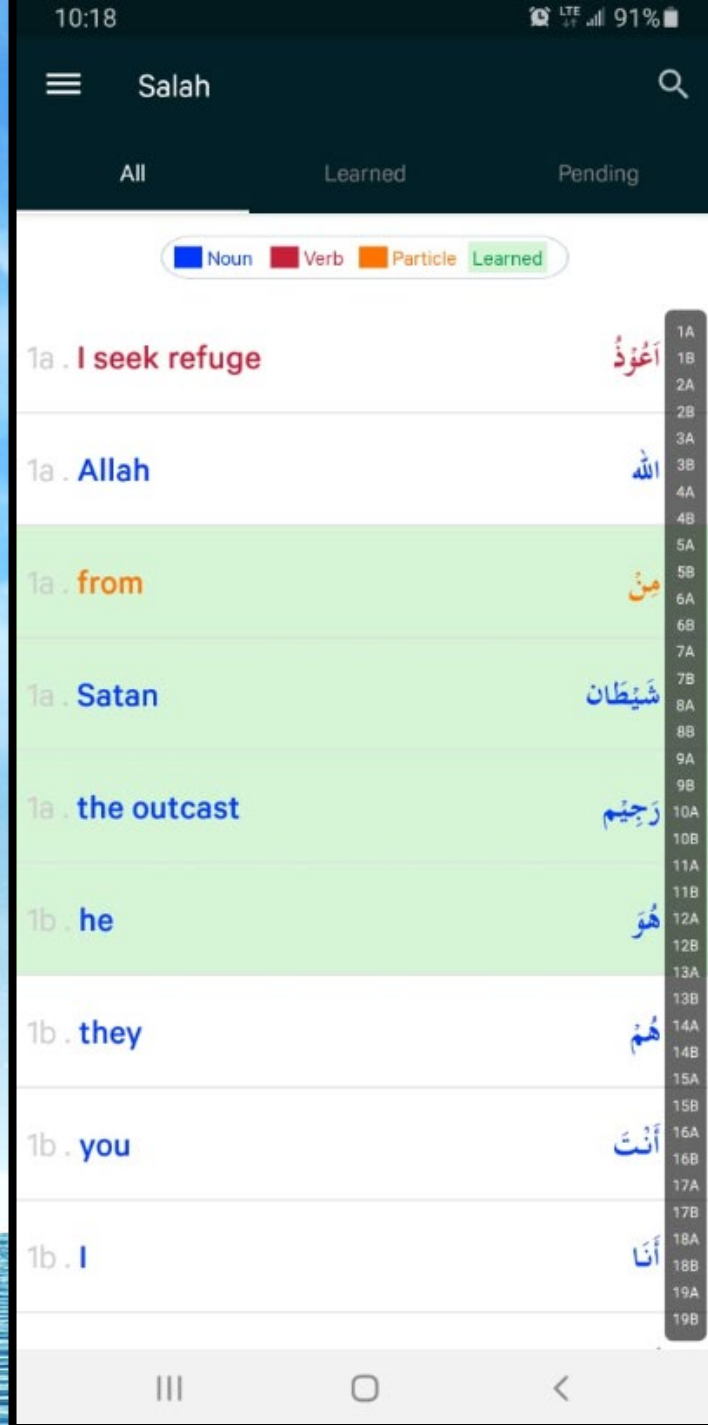 10:18 LTE 91%
Salah
All Learned Pending
Noun Verb Particle Learned
1a . I seek refuge اَعُوْذُ
1a . Allah الله
1a . from مِنْ
1a . Satan شَيْطَان
1a . the outcast رَجِيْم
1b . he هُوَ
1b . they هُمْ
1b . you أَنْتَ
1b . I أَنَا
1A
1B
2A
2B
3A
3B
4A
4B
5A
5B
6A
6B
7A
7B
8A
8B
9A
9B
10A
10B
11A
11B
12A
12B
13A
13B
14A
14B
15A
15B
16A
16B
17A
17B
18A
18B
19A
19B